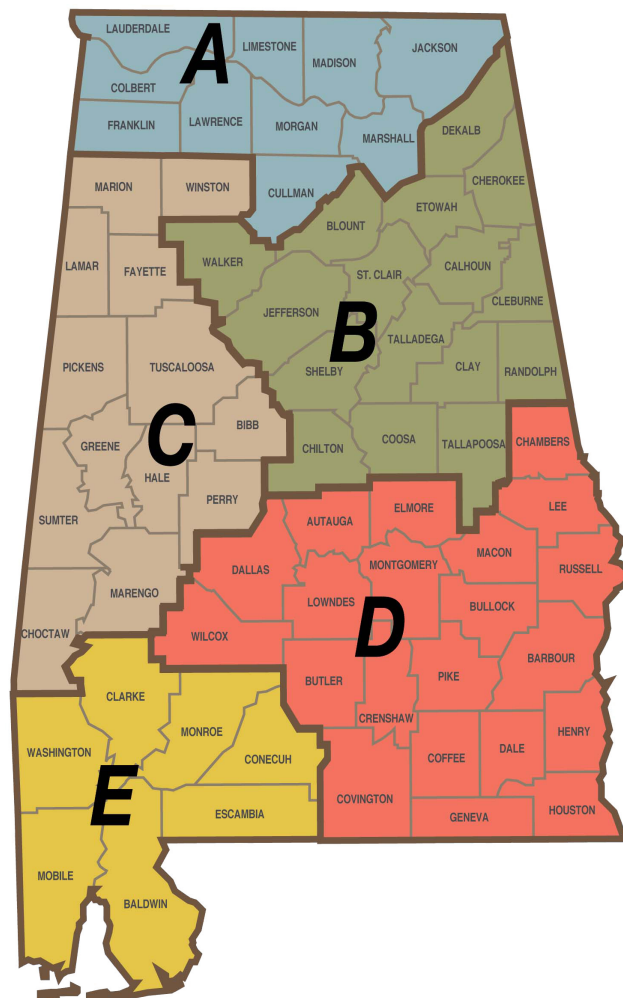 LAUDERDALE
LIMESTONE
MADISON
JACKSON
A
COLBERT
FRANKLIN
LAWRENCE
MORGAN
MARSHALL
CULLMAN
DEKALB
CHEROKEE
ETOWAH
BLOUNT
WALKER
ST. CLAIR
CALHOUN
CLEBURNE
JEFFERSON
B
TALLADEGA
SHELBY
CLAY
RANDOLPH
CHILTON
COOSA
TALLAPOOSA
MARION
WINSTON
LAMAR
FAYETTE
PICKENS
TUSCALOOSA
BIBB
GREENE
C
HALE
PERRY
SUMTER
MARENGO
CHOCTAW
CHAMBERS
LEE
ELMORE
AUTAUGA
MACON
RUSSELL
DALLAS
MONTGOMERY
LOWNDES
BULLOCK
WILCOX
D
BARBOUR
BUTLER
PIKE
CRENSHAW
HENRY
COFFEE
DALE
COVINGTON
GENEVA
HOUSTON
CLARKE
MONROE
WASHINGTON
CONECUH
E
ESCAMBIA
MOBILE
BALDWIN